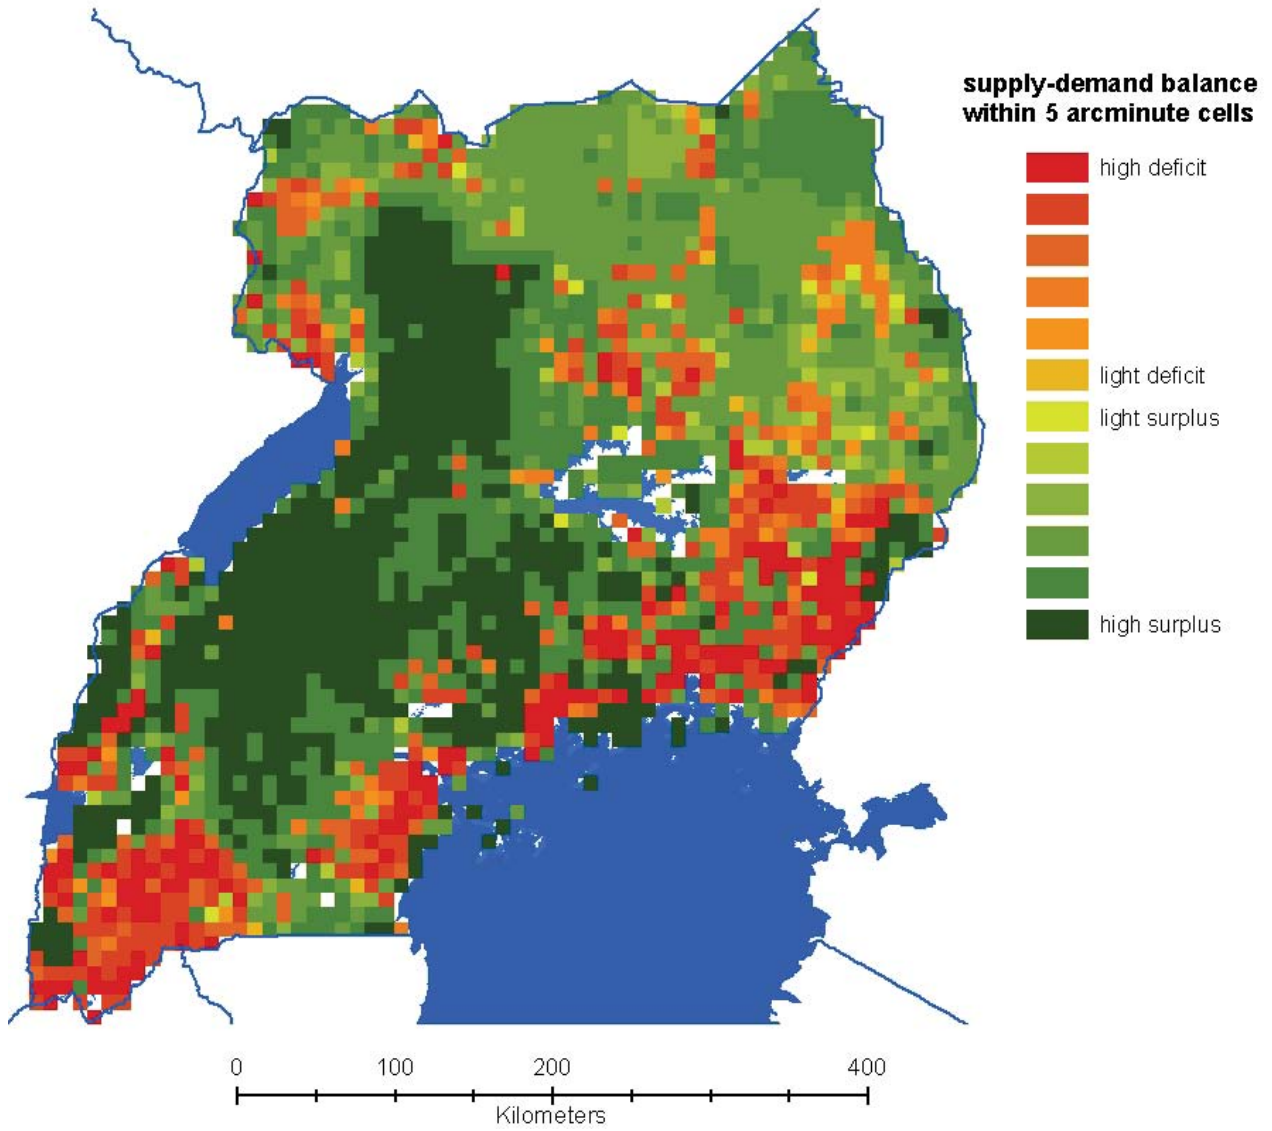 supply-demand balance
within 5 arcminute cells
high deficit
light deficit
light surplus
high surplus
0 100 200 400
Kilometers